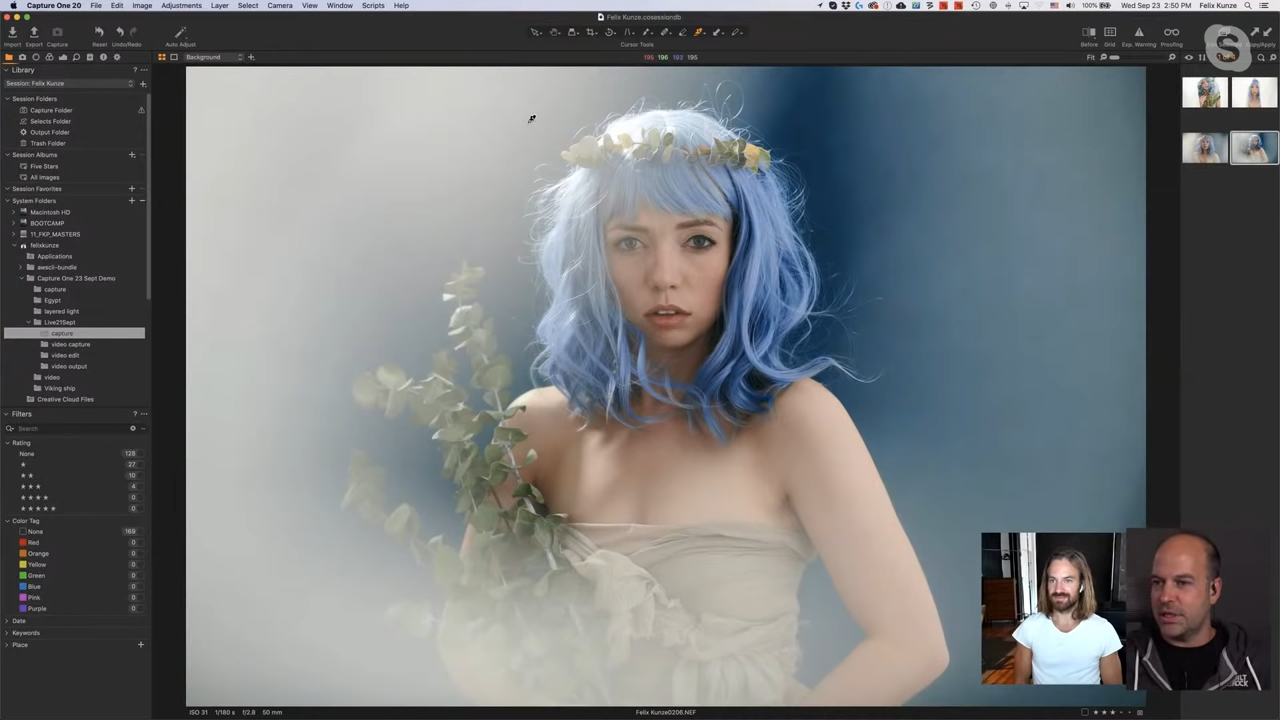 Capture One 20 File Edit Image Adjustments Layer Select Camera View Window Scripts Help
100% Wed Sep 23 2:50 PM Felix Kunze
Felix Kunze.cosessiondb
Import Export Capture Reset Undo/Redo Auto Adjust Cursor Tools Before Grid Exp. Warning Proofing Copy/Apply
Background
195 196 193 195
Fit
Library
Session: Felix Kunze
Session Folders
Capture Folder
Selects Folder
Output Folder
Trash Folder
Session Albums
Five Stars
All Images
Session Favorites
System Folders
Macintosh HD
BOOTCAMP
11_FKP_MASTERS
felixkunze
Applications
awscli-bundle
Capture One 23 Sept Demo
capture
Egypt
layered light
Live21Sept
capture
video capture
video edit
video output
video
Viking ship
Creative Cloud Files
Filters
Search
Rating
None 128
27
10
4
0
0
Color Tag
None 169
Red 0
Orange 0
Yellow 0
Green 0
Blue 0
Pink 0
Purple 0
Date
Keywords
Place
ISO 31 1/180 s f/2.8 50 mm
Felix Kunze0206.NEF